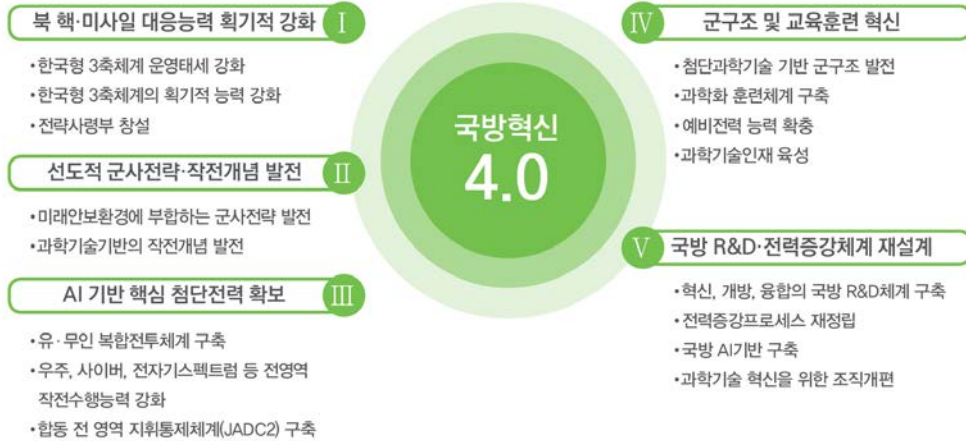 북 핵·미사일 대응능력 획기적 강화 Ⅰ
•한국형 3축체계 운영태세 강화
•한국형 3축체계의 획기적 능력 강화
•전략사령부 창설
선도적 군사전략·작전개념 발전 Ⅱ
•미래안보환경에 부합하는 군사전략 발전
•과학기술기반의 작전개념 발전
AI 기반 핵심 첨단전력 확보 Ⅲ
•유·무인 복합전투체계 구축
•우주, 사이버, 전자기스펙트럼 등 전영역
작전수행능력 강화
•합동 전 영역 지휘통제체계(JADC2) 구축
국방혁신
4.0
Ⅳ 군구조 및 교육훈련 혁신
•첨단과학기술 기반 군구조 발전
•과학화 훈련체계 구축
•예비전력 능력 확충
•과학기술인재 육성
Ⅴ 국방 R&D·전력증강체계 재설계
•혁신, 개방, 융합의 국방 R&D체계 구축
•전력증강프로세스 재정립
•국방 AI기반 구축
•과학기술 혁신을 위한 조직개편